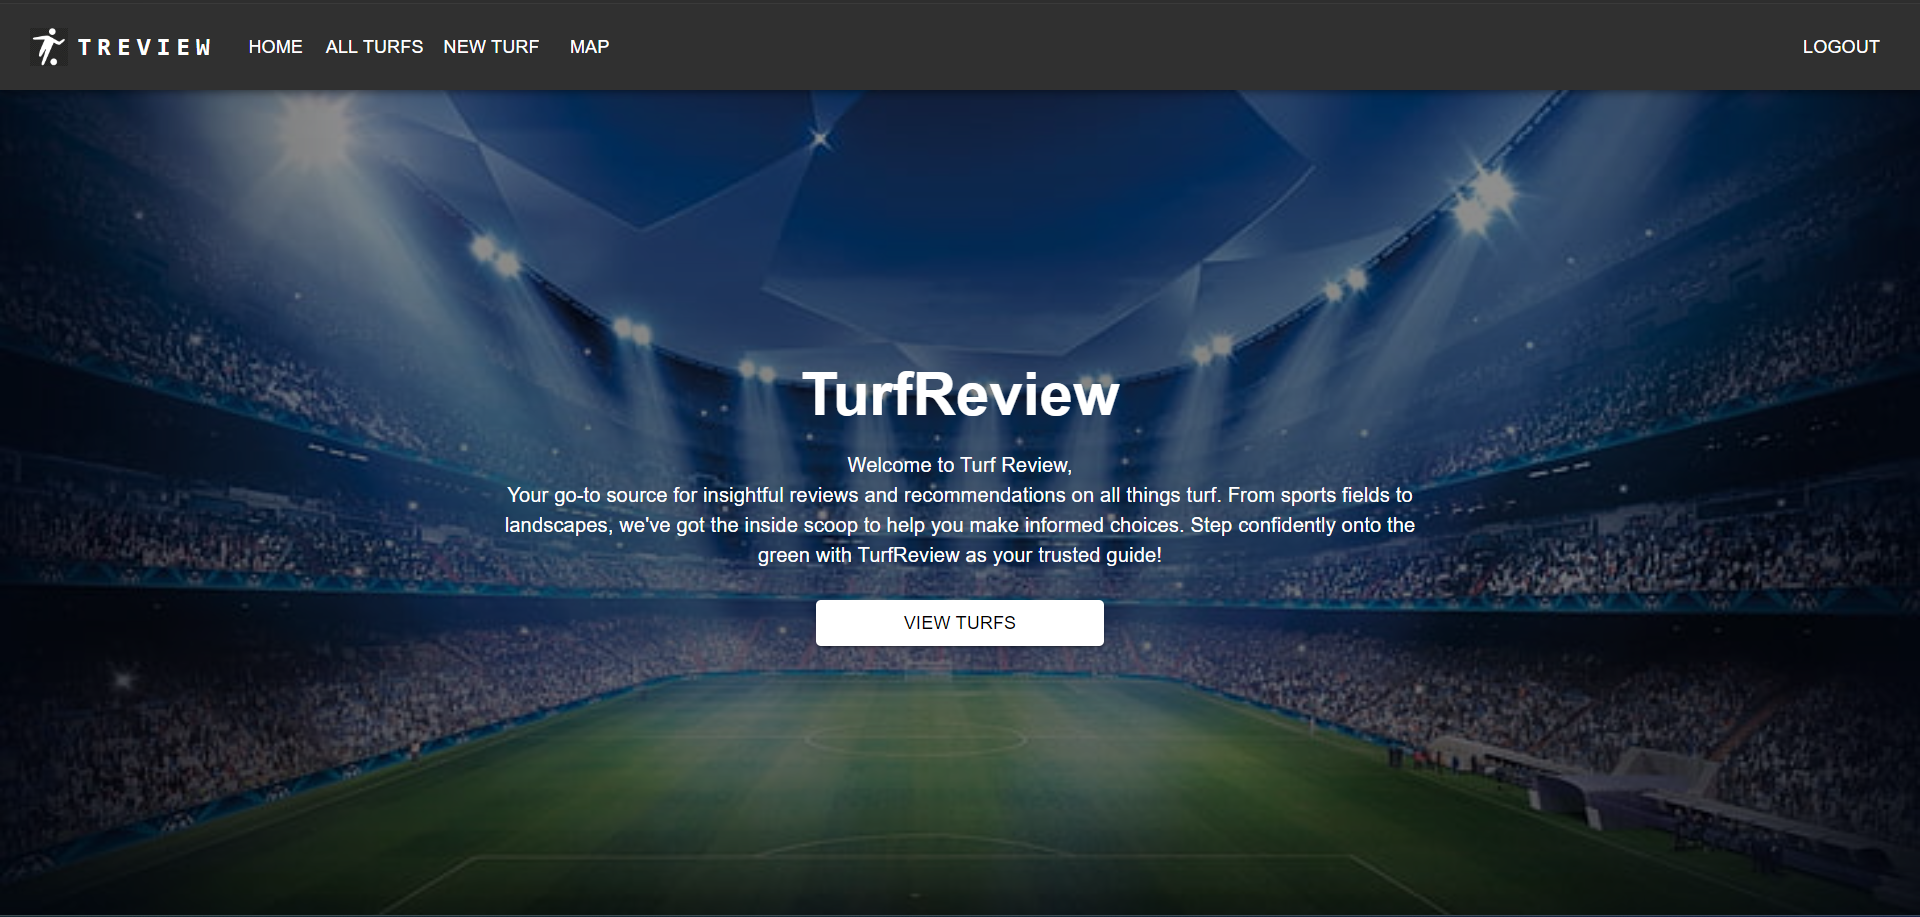 TREVIEW HOME ALL TURFS NEW TURF MAP LOGOUT
TurfReview
Welcome to Turf Review,
Your go-to source for insightful reviews and recommendations on all things turf. From sports fields to
landscapes, we've got the inside scoop to help you make informed choices. Step confidently onto the
green with TurfReview as your trusted guide!
VIEW TURFS